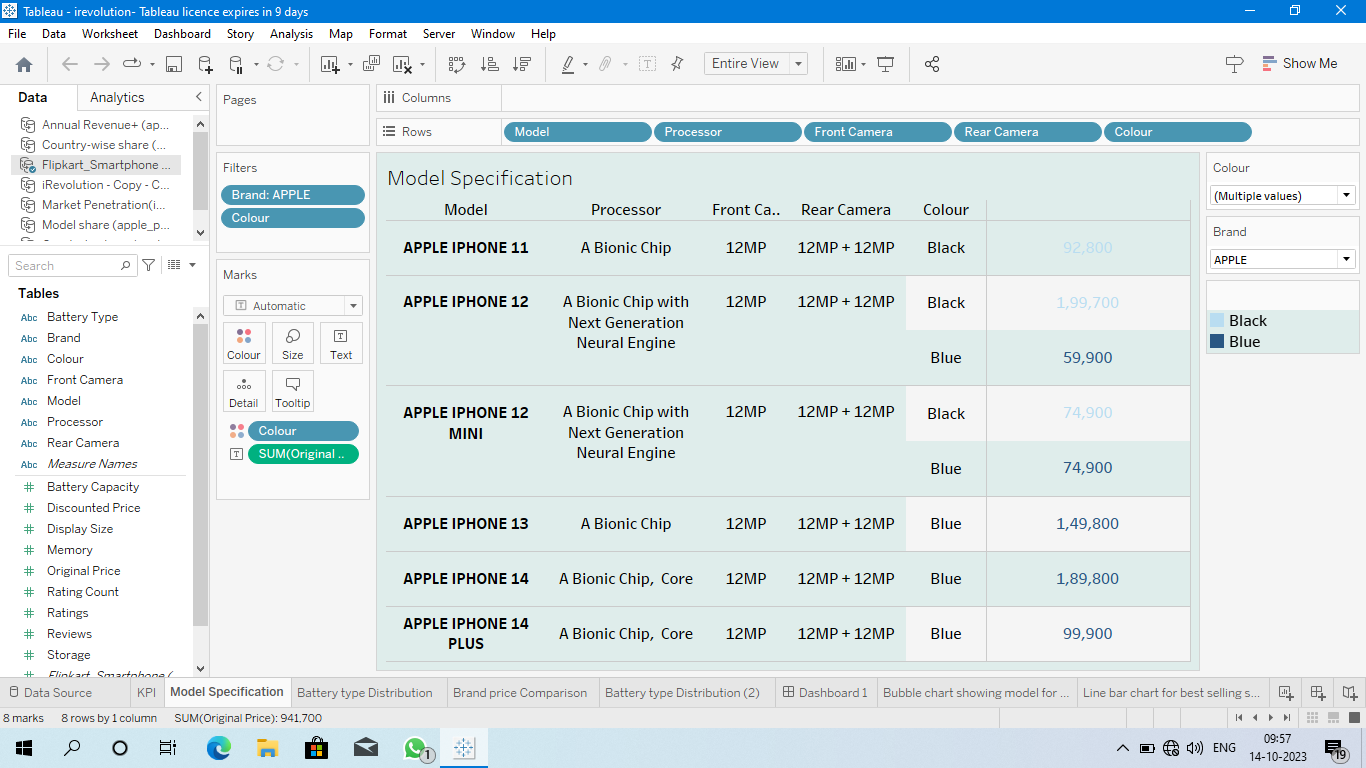 Tableau - irevolution- Tableau licence expires in 9 days
File Data Worksheet Dashboard Story Analysis Map Format Server Window Help
Entire View
Show Me
Data Analytics
Annual Revenue+ (ap...
Country-wise share (...
Flipkart_Smartphone ...
iRevolution - Copy - C...
Market Penetration(i...
Model share (apple_p...
Search
Tables
Abc Battery Type
Abc Brand
Abc Colour
Abc Front Camera
Abc Model
Abc Processor
Abc Rear Camera
Abc Measure Names
# Battery Capacity
# Discounted Price
# Display Size
# Memory
# Original Price
# Rating Count
# Ratings
# Reviews
# Storage
Flipkart_Smartphone (
Pages
Filters
Brand: APPLE
Colour
Marks
T Automatic
Colour Size Text
Detail Tooltip
Colour
T SUM(Original ..
Columns
Rows Model Processor Front Camera Rear Camera Colour
Model Specification
Model Processor Front Ca.. Rear Camera Colour
APPLE IPHONE 11 A Bionic Chip 12MP 12MP + 12MP Black 92,800
APPLE IPHONE 12 A Bionic Chip with 12MP 12MP + 12MP Black 1,99,700
Next Generation
Neural Engine
Blue 59,900
APPLE IPHONE 12 A Bionic Chip with 12MP 12MP + 12MP Black 74,900
MINI Next Generation
Neural Engine
Blue 74,900
APPLE IPHONE 13 A Bionic Chip 12MP 12MP + 12MP Blue 1,49,800
APPLE IPHONE 14 A Bionic Chip, Core 12MP 12MP + 12MP Blue 1,89,800
APPLE IPHONE 14 A Bionic Chip, Core 12MP 12MP + 12MP Blue 99,900
PLUS
Colour
(Multiple values)
Brand
APPLE
Black
Blue
Data Source KPI Model Specification Battery type Distribution Brand price Comparison Battery type Distribution (2) Dashboard 1 Bubble chart showing model for ... Line bar chart for best selling s...
8 marks 8 rows by 1 column SUM(Original Price): 941,700
1
ENG
09:57
14-10-2023
19